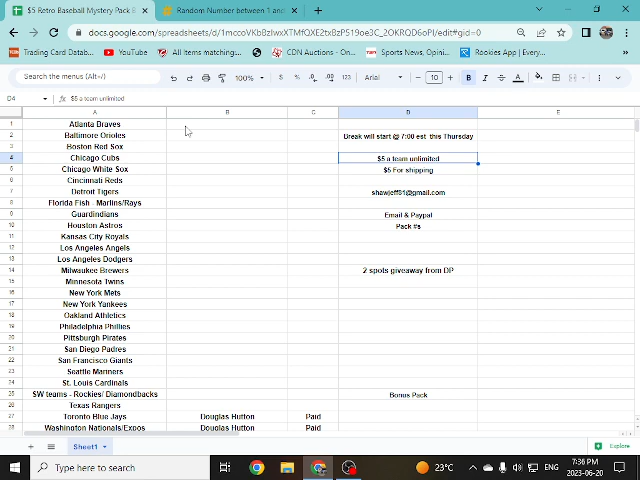 $5 Retro Baseball Mystery Pack B
Random Number between 1 and
docs.google.com/spreadsheets/d/1mccoVKb8zIwxXTMfQXE2tx8zPS19oe3C_2OKRQD6oPI/edit#gid=0
Trading Card Datab...
YouTube
All Items matching:...
CDN Auctions - On...
Sports News, Opini...
Rookies App | Every...
Search the menus (Alt+/)
100%
$ % .0 .00 123
Arial
10
B I A
D4
fx $5 a team unlimited
A B C D E
1 Atlanta Braves
2 Baltimore Orioles Break will start @ 7:00 est this Thursday
3 Boston Red Sox
4 Chicago Cubs $5 a team unlimited
5 Chicago White Sox $5 For shipping
6 Cincinnati Reds
7 Detroit Tigers shawjeff81@gmail.com
8 Florida Fish - Marlins/Rays
9 Guardindians Email & Paypal
10 Houston Astros Pack #s
11 Kansas City Royals
12 Los Angeles Angels
13 Los Angeles Dodgers
14 Milwaukee Brewers 2 spots giveaway from DP
15 Minnesota Twins
16 New York Mets
17 New York Yankees
18 Oakland Athletics
19 Philadelphia Phillies
20 Pittsburgh Pirates
21 San Diego Padres
22 San Francisco Giants
23 Seattle Mariners
24 St. Louis Cardinals
25 SW teams - Rockies/ Diamondbacks Bonus Pack
26 Texas Rangers
27 Toronto Blue Jays Douglas Hutton Paid
28 Washington Nationals/Expos Douglas Hutton Paid
Sheet1
Explore
Type here to search
23°C
ENG
7:36 PM
2023-06-20